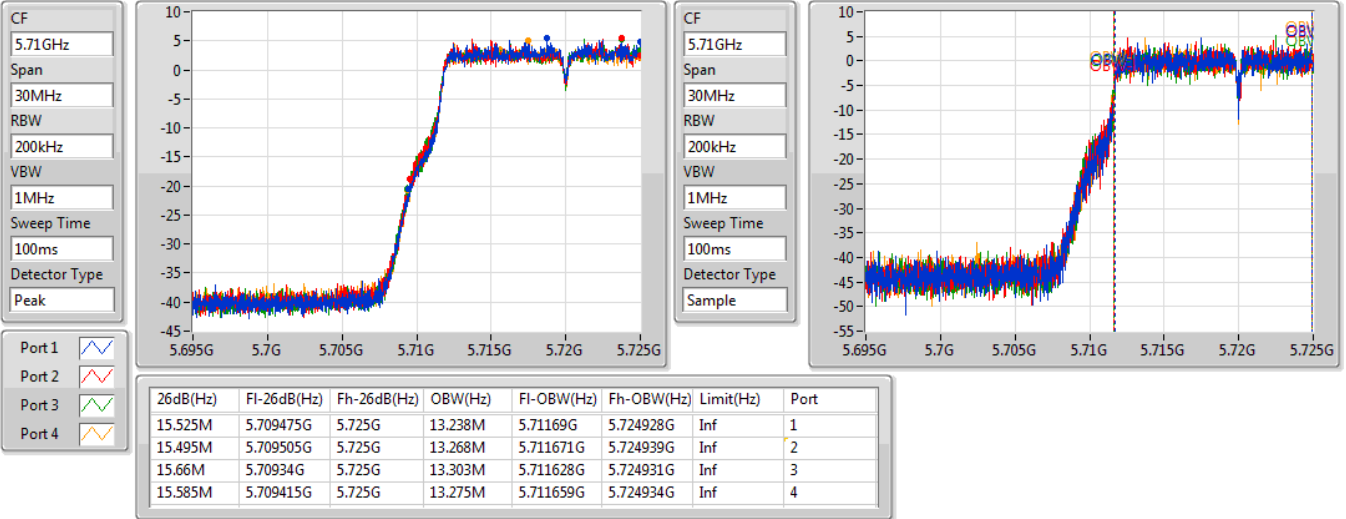 CF
5.71GHz
Span
30MHz
RBW
200kHz
VBW
1MHz
Sweep Time
100ms
Detector Type
Peak
10
5
0
-5
-10
-15
-20
-25
-30
-35
-40
-45
5.695G 5.7G 5.705G 5.71G 5.715G 5.72G 5.725G
CF
5.71GHz
Span
30MHz
RBW
200kHz
VBW
1MHz
Sweep Time
100ms
Detector Type
Sample
10
5
0
-5
-10
-15
-20
-25
-30
-35
-40
-45
-50
-55
5.695G 5.7G 5.705G 5.71G 5.715G 5.72G 5.725G
Port 1
Port 2
Port 3
Port 4
26dB(Hz) Fl-26dB(Hz) Fh-26dB(Hz) OBW(Hz) Fl-OBW(Hz) Fh-OBW(Hz) Limit(Hz) Port
15.525M 5.709475G 5.725G 13.238M 5.71169G 5.724928G Inf 1
15.495M 5.709505G 5.725G 13.268M 5.711671G 5.724939G Inf 2
15.66M 5.70934G 5.725G 13.303M 5.711628G 5.724931G Inf 3
15.585M 5.709415G 5.725G 13.275M 5.711659G 5.724934G Inf 4